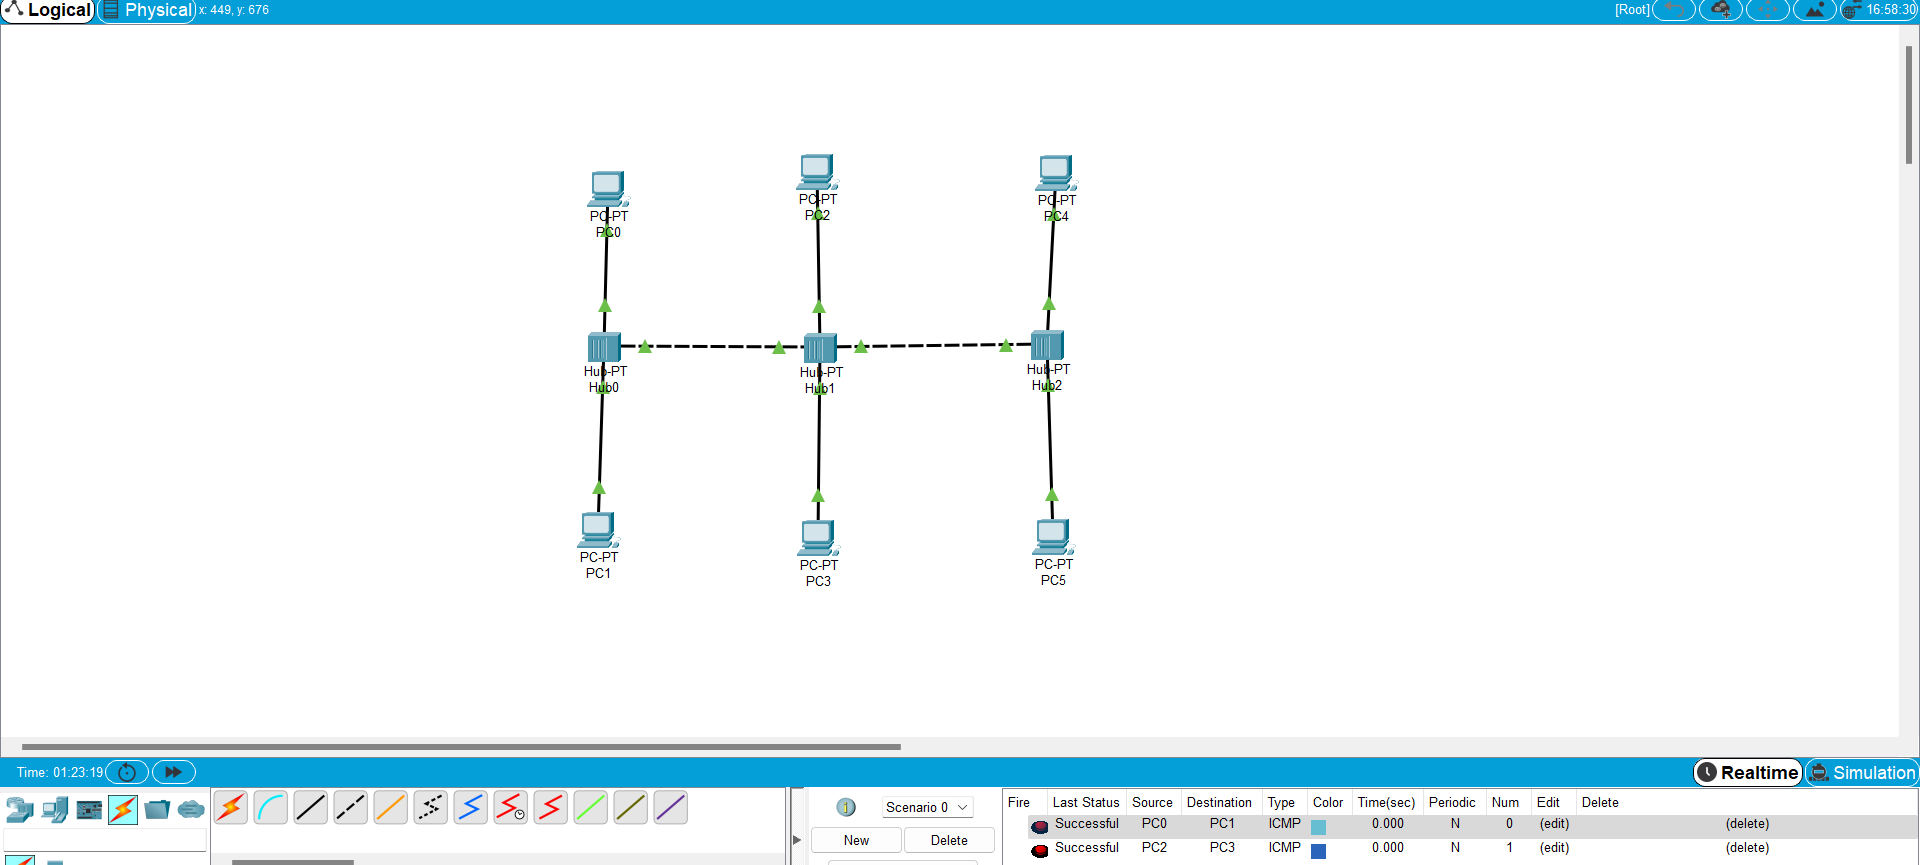 Logical Physical x: 449, y: 676 [Root] 16:58:30
PC-PT
PC0
PC-PT
PC2
PC-PT
PC4
Hub-PT
Hub0
Hub-PT
Hub1
Hub-PT
Hub2
PC-PT
PC1
PC-PT
PC3
PC-PT
PC5
Time: 01:23:19 Realtime Simulation
Scenario 0
New Delete
Fire Last Status Source Destination Type Color Time(sec) Periodic Num Edit Delete
Successful PC0 PC1 ICMP 0.000 N 0 (edit) (delete)
Successful PC2 PC3 ICMP 0.000 N 1 (edit) (delete)